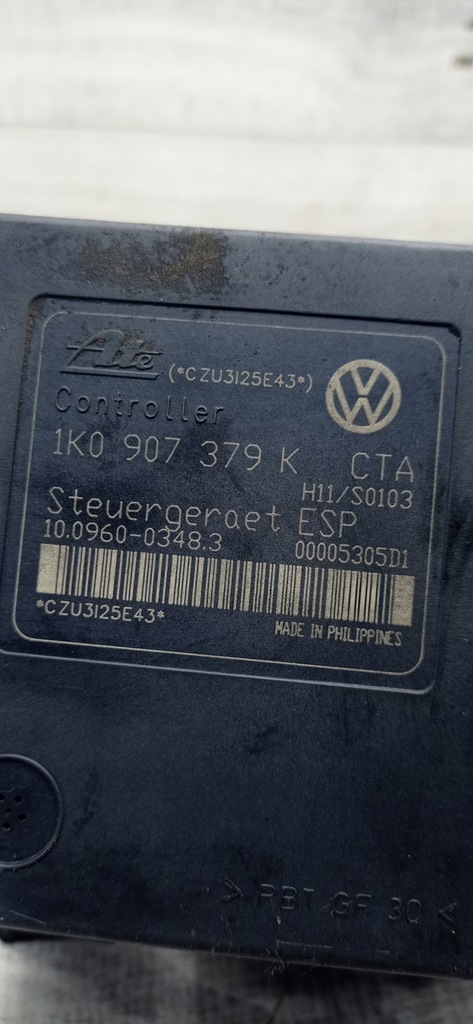 Ate (*CZU3125E43*)
Controller
1K0 907 379 K CTA
H11/S0103
Steuergeraet ESP
10.0960-0348.3 00005305D1
*CZU3125E43*
MADE IN PHILIPPINES
> PBT GF 30 <